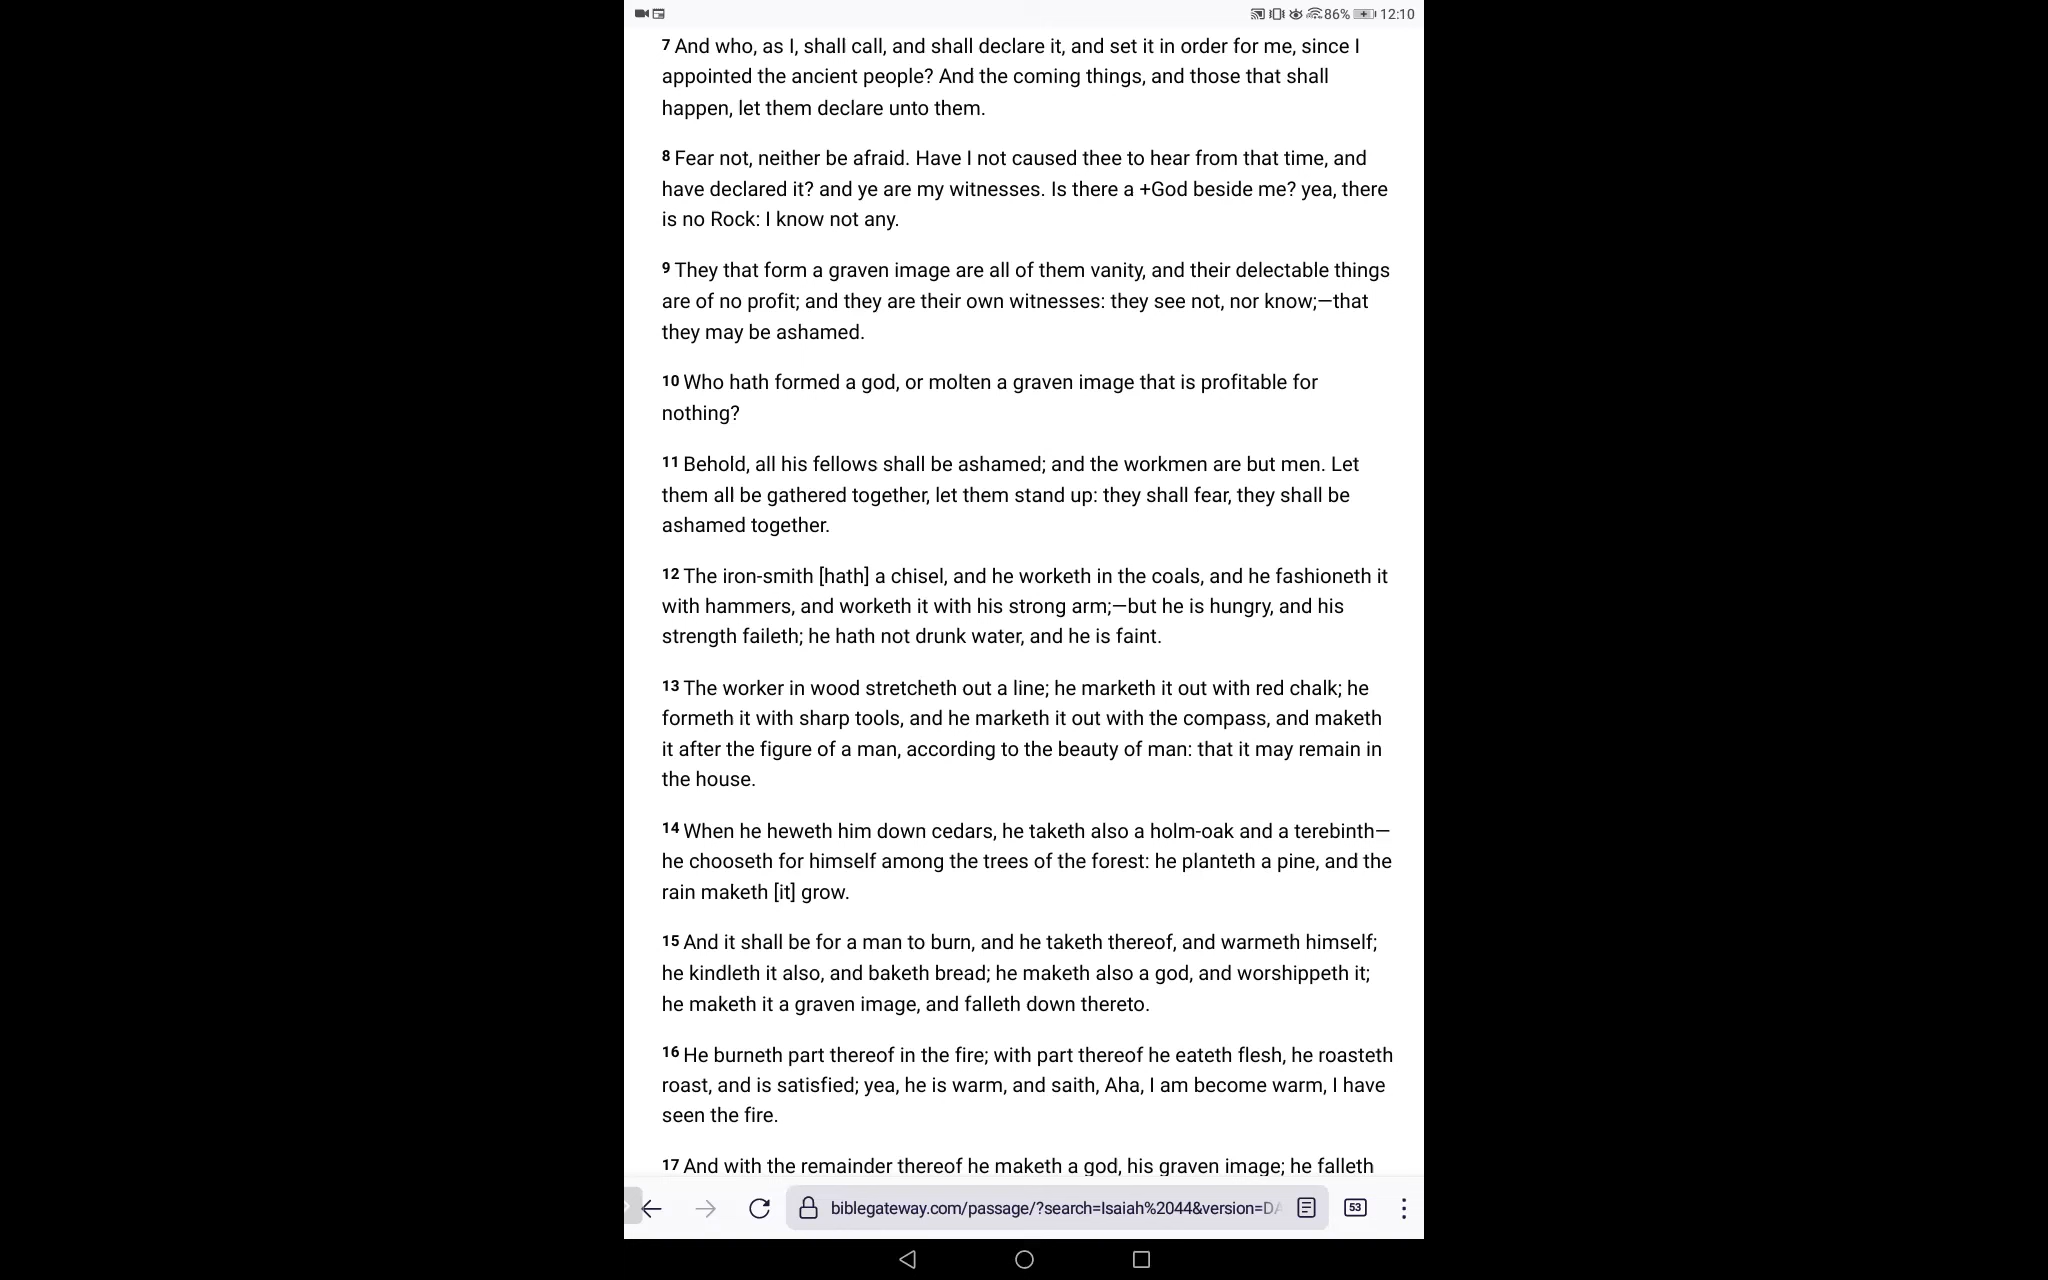 86% 12:10
7 And who, as I, shall call, and shall declare it, and set it in order for me, since I
appointed the ancient people? And the coming things, and those that shall
happen, let them declare unto them.
8 Fear not, neither be afraid. Have I not caused thee to hear from that time, and
have declared it? and ye are my witnesses. Is there a +God beside me? yea, there
is no Rock: I know not any.
9 They that form a graven image are all of them vanity, and their delectable things
are of no profit; and they are their own witnesses: they see not, nor know;—that
they may be ashamed.
10 Who hath formed a god, or molten a graven image that is profitable for
nothing?
11 Behold, all his fellows shall be ashamed; and the workmen are but men. Let
them all be gathered together, let them stand up: they shall fear, they shall be
ashamed together.
12 The iron-smith [hath] a chisel, and he worketh in the coals, and he fashioneth it
with hammers, and worketh it with his strong arm;—but he is hungry, and his
strength faileth; he hath not drunk water, and he is faint.
13 The worker in wood stretcheth out a line; he marketh it out with red chalk; he
formeth it with sharp tools, and he marketh it out with the compass, and maketh
it after the figure of a man, according to the beauty of man: that it may remain in
the house.
14 When he heweth him down cedars, he taketh also a holm-oak and a terebinth—
he chooseth for himself among the trees of the forest: he planteth a pine, and the
rain maketh [it] grow.
15 And it shall be for a man to burn, and he taketh thereof, and warmeth himself;
he kindleth it also, and baketh bread; he maketh also a god, and worshippeth it;
he maketh it a graven image, and falleth down thereto.
16 He burneth part thereof in the fire; with part thereof he eateth flesh, he roasteth
roast, and is satisfied; yea, he is warm, and saith, Aha, I am become warm, I have
seen the fire.
17 And with the remainder thereof he maketh a god, his graven image; he falleth
biblegateway.com/passage/?search=Isaiah%2044&version=DA
53